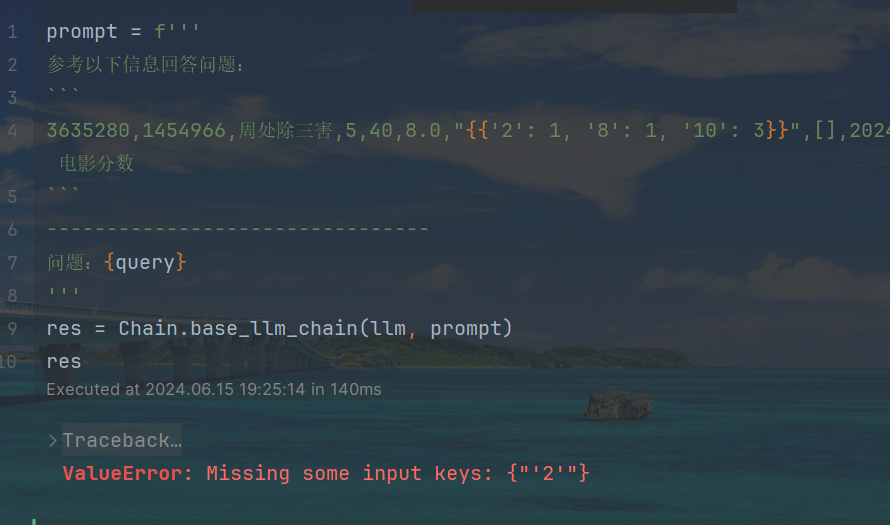 1 prompt = f'''
2 参考以下信息回答问题：
3 ```
4 3635280,1454966,周处除三害,5,40,8.0,"{{'2': 1, '8': 1, '10': 3}}",[],2024
电影分数
5 ```
6 --------------------------------
7 问题：{query}
8 '''
9 res = Chain.base_llm_chain(llm, prompt)
10 res
Executed at 2024.06.15 19:25:14 in 140ms
Traceback…
ValueError: Missing some input keys: {"'2'"}